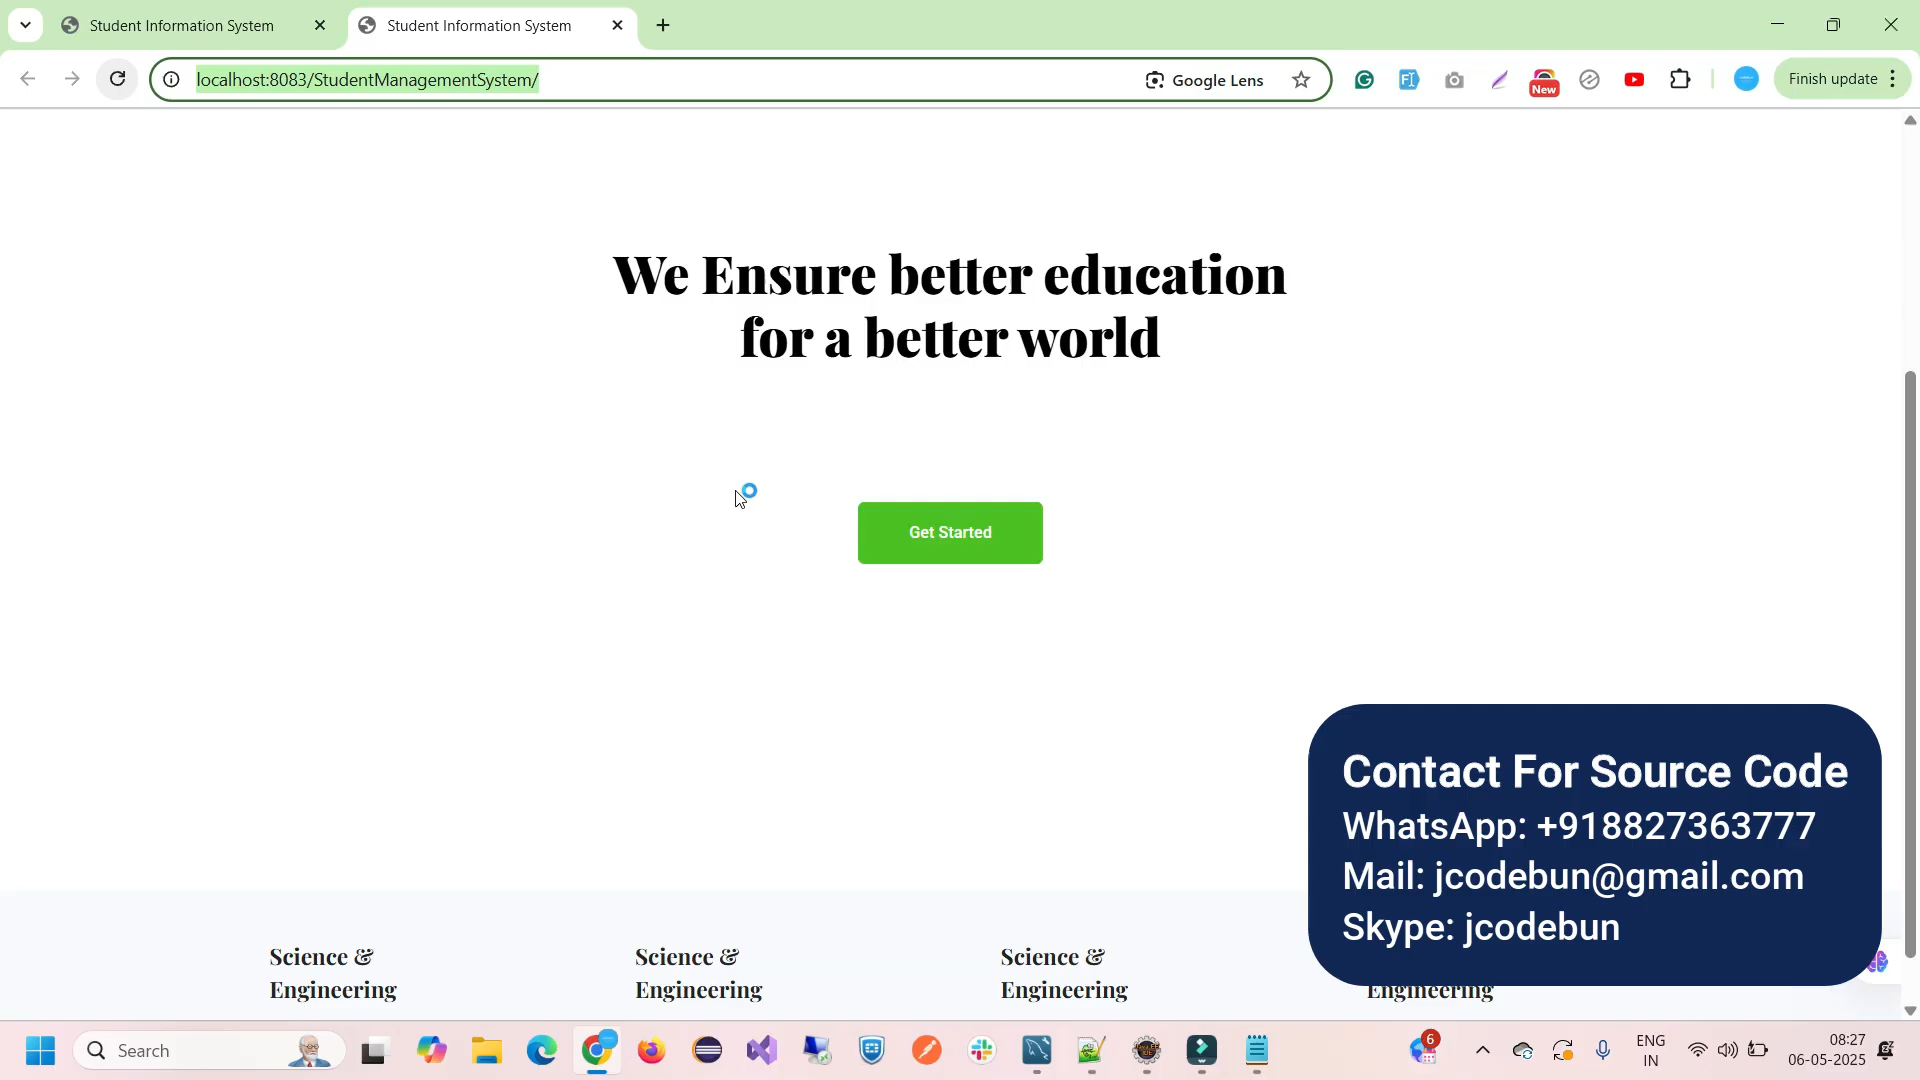 Student Information System
Student Information System
localhost:8083/StudentManagementSystem/
Google Lens
New
Finish update
We Ensure better education
for a better world
Get Started
Contact For Source Code
WhatsApp: +918827363777
Mail: jcodebun@gmail.com
Skype: jcodebun
Science &
Engineering
Science &
Engineering
Science &
Engineering
Engineering
Search
6
ENG
IN
08:27
06-05-2025